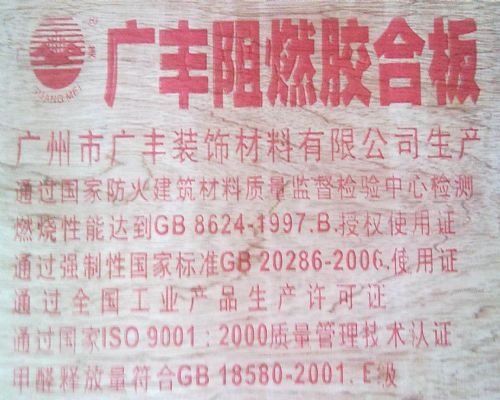 广丰阻燃胶合板
广州市广丰装饰材料有限公司生产
通过国家防火建筑材料质量监督检验中心检测
燃烧性能达到GB 8624-1997.B.授权使用证
通过强制性国家标准GB 20286-2006.使用证
通过全国工业产品生产许可证
通过国家ISO 9001:2000质量管理技术认证
甲醛释放量符合GB 18580-2001.E级